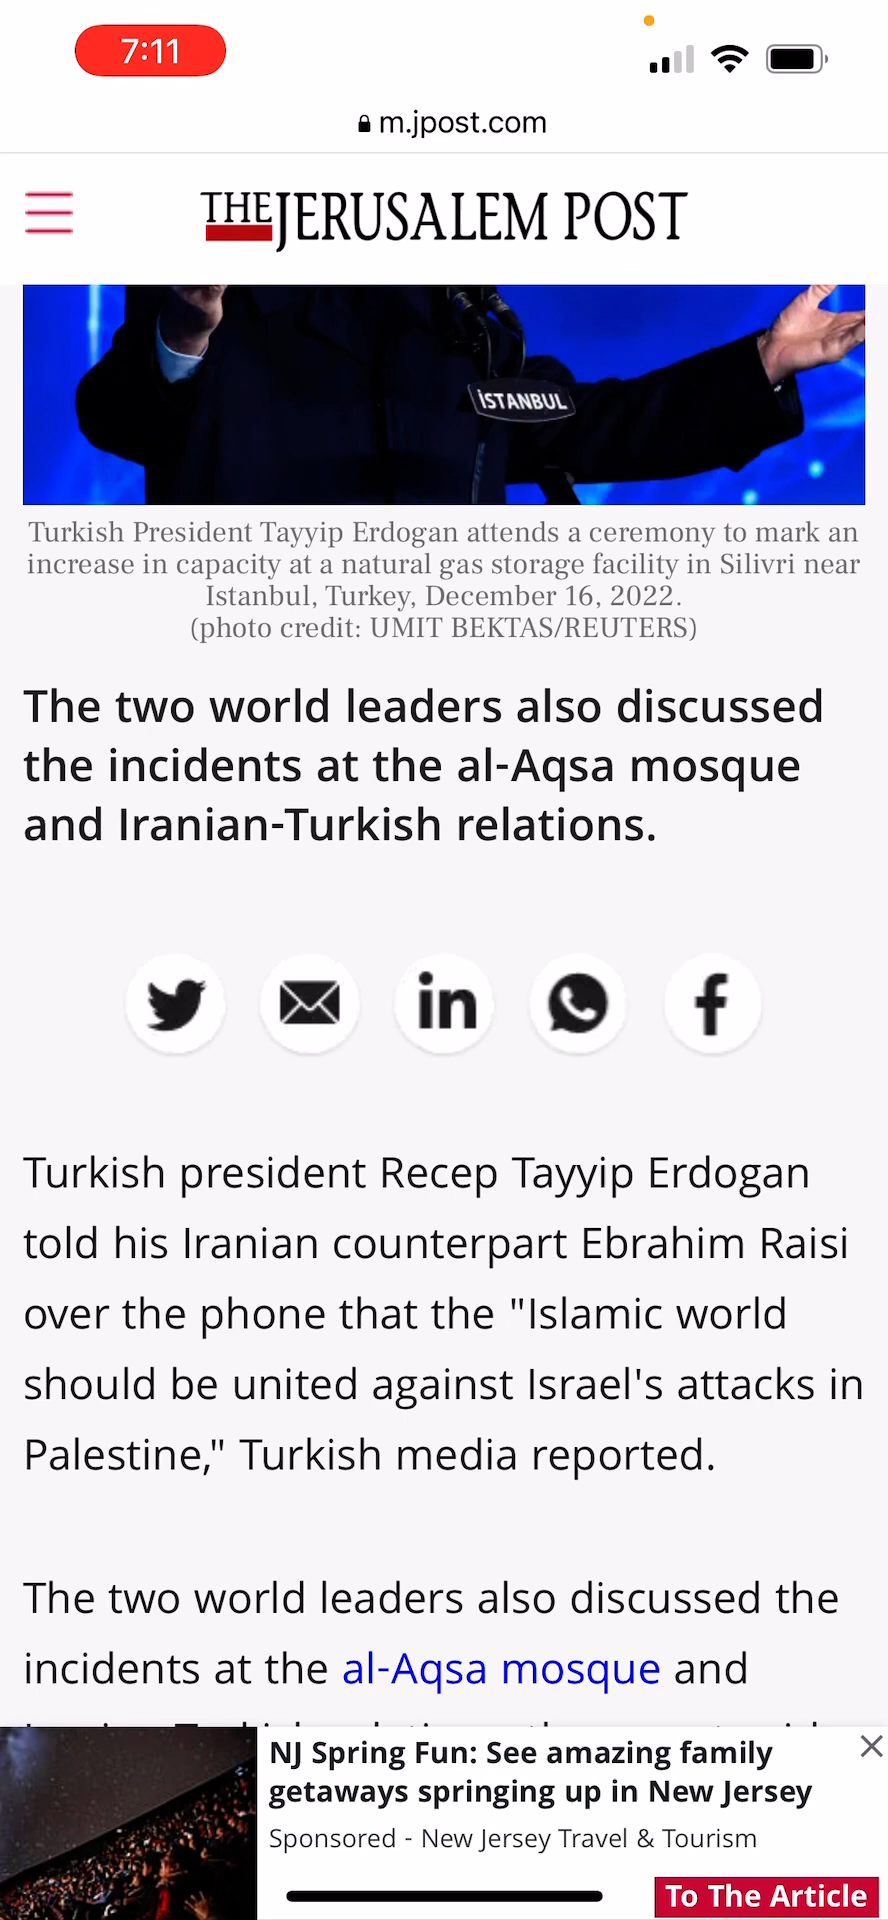 7:11
m.jpost.com
THE JERUSALEM POST
İSTANBUL
Turkish President Tayyip Erdogan attends a ceremony to mark an
increase in capacity at a natural gas storage facility in Silivri near
Istanbul, Turkey, December 16, 2022.
(photo credit: UMIT BEKTAS/REUTERS)
The two world leaders also discussed
the incidents at the al-Aqsa mosque
and Iranian-Turkish relations.
in
f
Turkish president Recep Tayyip Erdogan
told his Iranian counterpart Ebrahim Raisi
over the phone that the "Islamic world
should be united against Israel's attacks in
Palestine," Turkish media reported.
The two world leaders also discussed the
incidents at the al-Aqsa mosque and
NJ Spring Fun: See amazing family
getaways springing up in New Jersey
Sponsored - New Jersey Travel & Tourism
To The Article